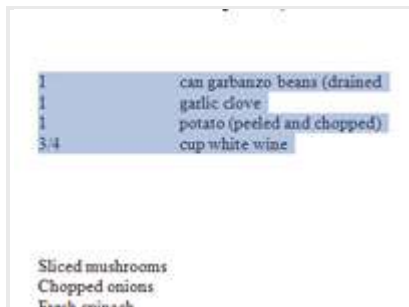 1 can garbanzo beans (drained
1 garlic clove
1 potato (peeled and chopped)
3/4 cup white wine
Sliced mushrooms
Chopped onions
Fresh spinach